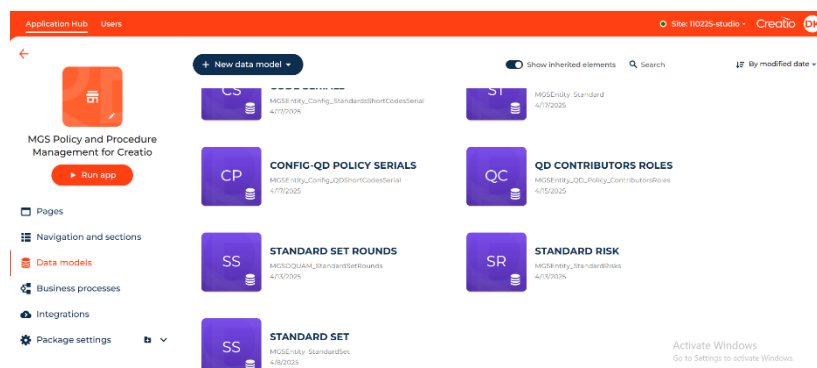 Application Hub Users
Site: 110225-studio
Creatio
DK
New data model
Show inherited elements
Search
By modified date
CS
MGSEntity_Config_StandardsShortCodesSerial
4/17/2025
ST
MGSEntity_Standard
4/17/2025
MGS Policy and Procedure
Management for Creatio
Run app
CP
CONFIG-QD POLICY SERIALS
MGSEntity_Config_QDShortCodesSerial
4/17/2025
QC
QD CONTRIBUTORS ROLES
MGSEntity_QD_Policy_ContributorsRoles
4/15/2025
Pages
Navigation and sections
Data models
Business processes
Integrations
Package settings
SS
STANDARD SET ROUNDS
MGSDQUAM_StandardSetRounds
4/13/2025
SR
STANDARD RISK
MGSEntity_StandardRisks
4/13/2025
SS
STANDARD SET
MGSEntity_StandardSet
4/8/2025
Activate Windows
Go to Settings to activate Windows.